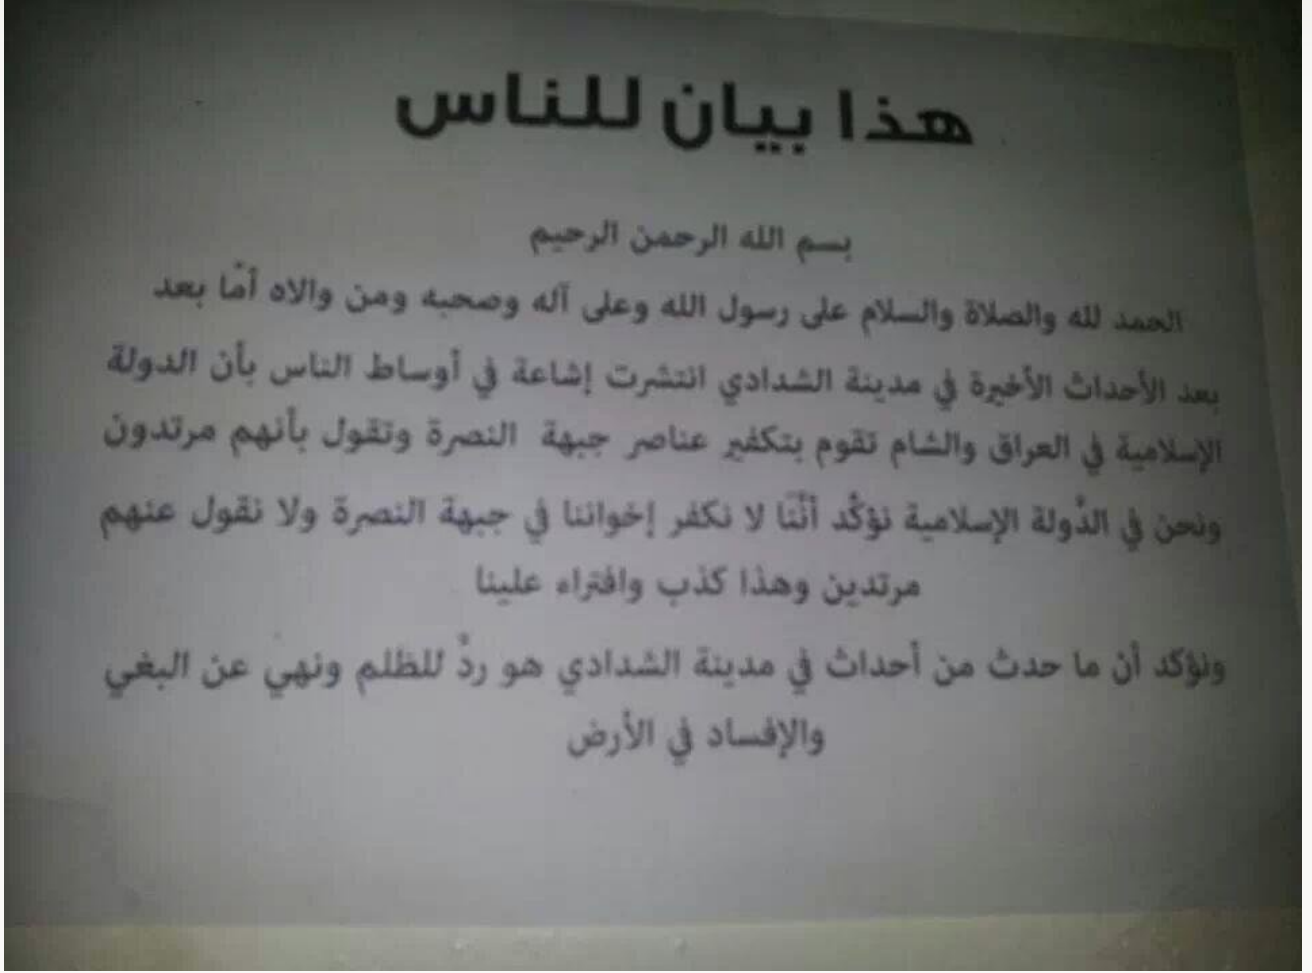 هذا بيان للناس
بسم الله الرحمن الرحيم
الحمد لله والصلاة والسلام على رسول الله وعلى آله وصحبه ومن والاه أمّا بعد
بعد الأحداث الأخيرة في مدينة الشدادي انتشرت إشاعة في أوساط الناس بأن الدولة
الإسلامية في العراق والشام تقوم بتكفير عناصر جبهة النصرة وتقول بأنهم مرتدون
ونحن في الدّولة الإسلامية نؤكّد أنّنا لا نكفر إخواننا في جبهة النصرة ولا نقول عنهم
مرتدين وهذا كذب وافتراء علينا
ونؤكد أن ما حدث من أحداث في مدينة الشدادي هو ردّ للظلم ونهي عن البغي
والإفساد في الأرض